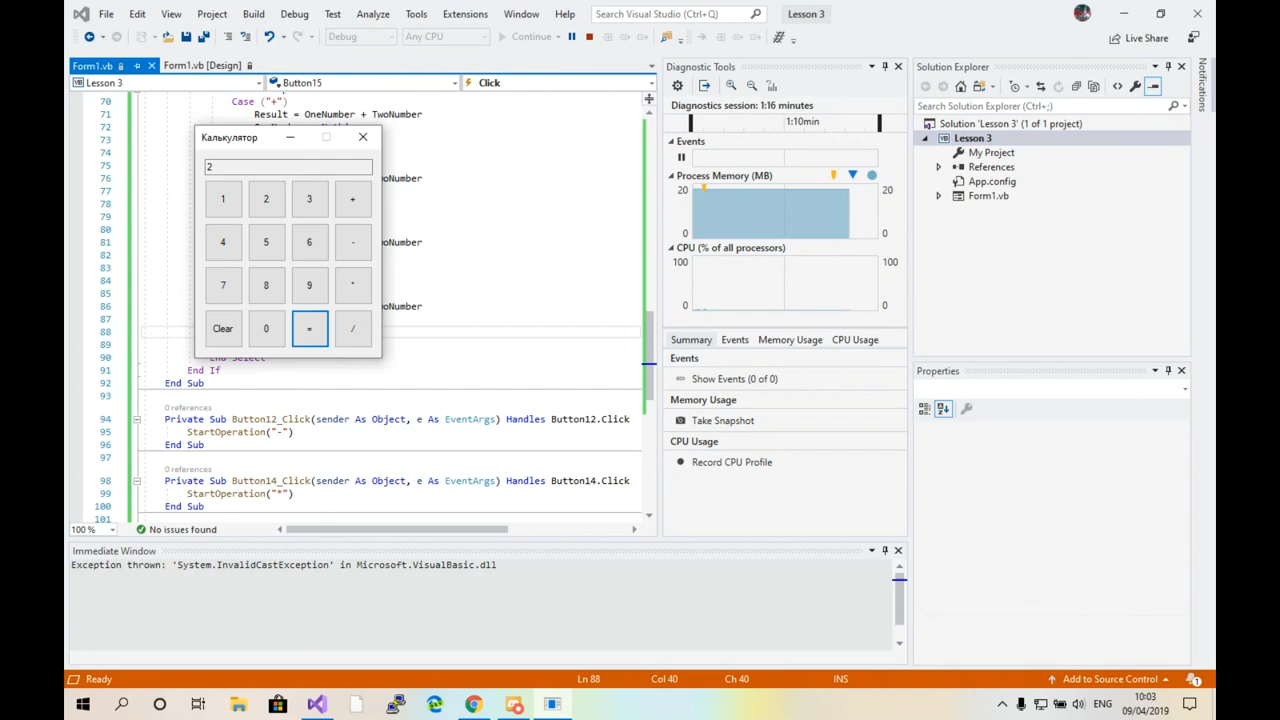 File Edit View Project Build Debug Test Analyze Tools Extensions Window Help Search Visual Studio (Ctrl+Q) Lesson 3
Debug Any CPU Continue Live Share
Form1.vb Form1.vb [Design]
Lesson 3 Button15 Click
70 Case ("+")
71 Result = OneNumber + TwoNumber
72
73
74
75
76 woNumber
77
78
79
80
81 woNumber
82
83
84
85
86 woNumber
87
88
89
90 End Select
91 End If
92 End Sub
93
0 references
94 Private Sub Button12_Click(sender As Object, e As EventArgs) Handles Button12.Click
95 StartOperation("-")
96 End Sub
97
0 references
98 Private Sub Button14_Click(sender As Object, e As EventArgs) Handles Button14.Click
99 StartOperation("*")
100 End Sub
101
100 % No issues found
Калькулятор
2
1 2 3 +
4 5 6 -
7 8 9 *
Clear 0 = /
Diagnostic Tools
Diagnostics session: 1:16 minutes
1:10min
Events
Process Memory (MB)
20 20
0 0
CPU (% of all processors)
100 100
0 0
Summary Events Memory Usage CPU Usage
Events
Show Events (0 of 0)
Memory Usage
Take Snapshot
CPU Usage
Record CPU Profile
Solution Explorer
Search Solution Explorer (Ctrl+;)
Solution 'Lesson 3' (1 of 1 project)
Lesson 3
My Project
References
App.config
Form1.vb
Properties
Notifications
Immediate Window
Exception thrown: 'System.InvalidCastException' in Microsoft.VisualBasic.dll
Ready Ln 88 Col 40 Ch 40 INS Add to Source Control 1
ENG 10:03
09/04/2019